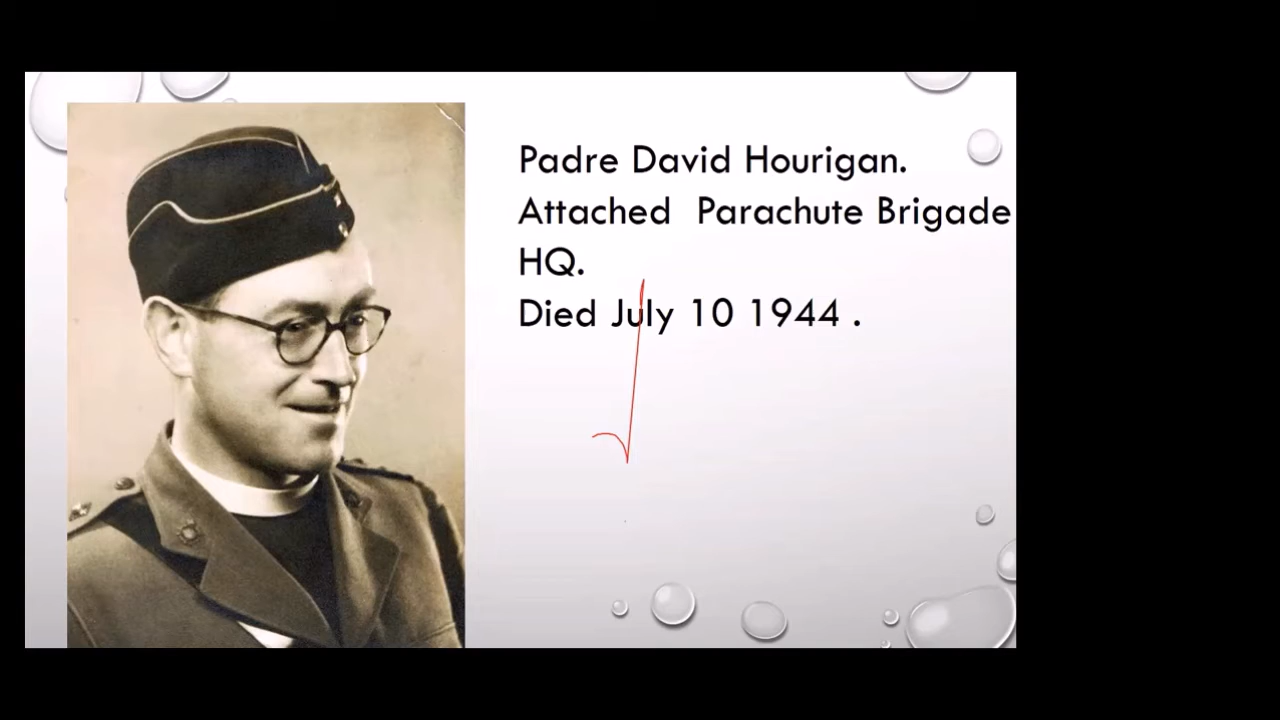 Padre David Hourigan.
Attached  Parachute Brigade
HQ.
Died July 10 1944 .